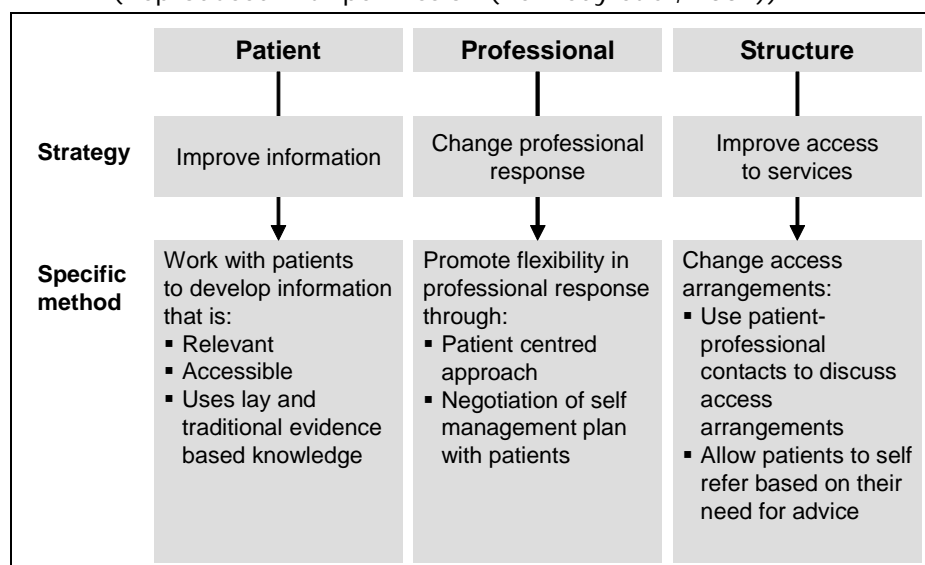 Patient
Professional
Structure
Strategy
Improve information
Change professional
response
Improve access
to services
Specific
method
Work with patients
to develop information
that is:
▪ Relevant
▪ Accessible
▪ Uses lay and
traditional evidence
based knowledge
Promote flexibility in
professional response
through:
▪ Patient centred
approach
▪ Negotiation of self
management plan
with patients
Change access
arrangements:
▪ Use patient-
professional
contacts to discuss
access
arrangements
▪ Allow patients to self
refer based on their
need for advice